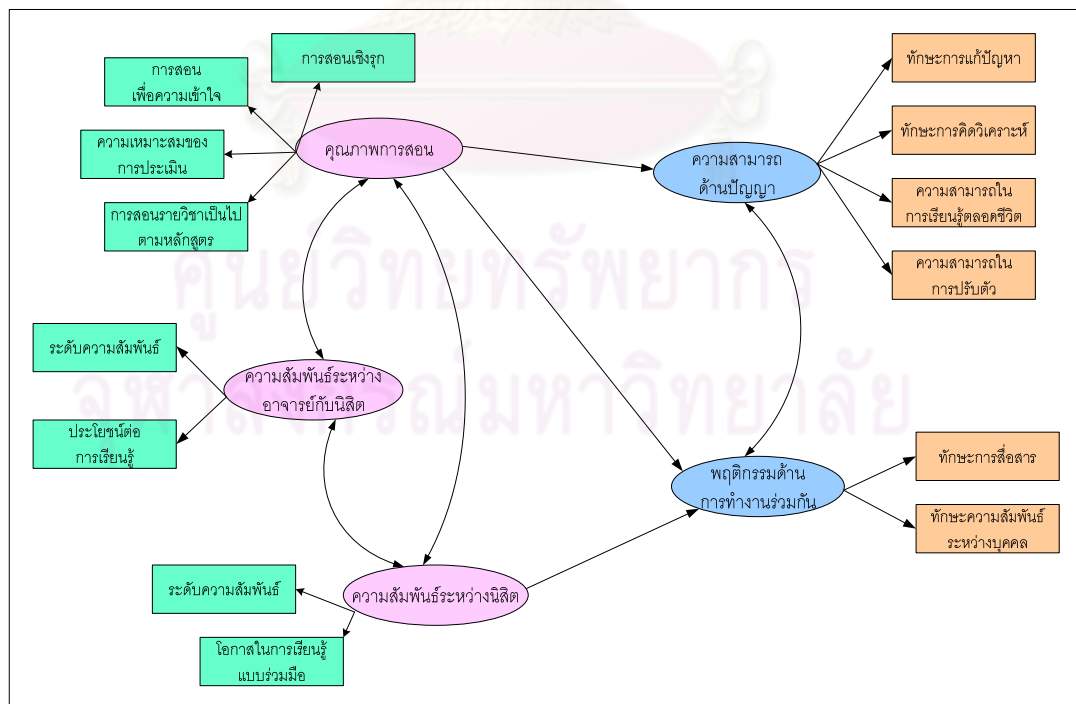 การสอนเชิงรุก
การสอน
เพื่อความเข้าใจ
ความเหมาะสมของ
การประเมิน
การสอนรายวิชาเป็นไป
ตามหลักสูตร
คุณภาพการสอน
ความสามารถ
ด้านปัญญา
ทักษะการแก้ปัญหา
ทักษะการคิดวิเคราะห์
ความสามารถใน
การเรียนรู้ตลอดชีวิต
ความสามารถใน
การปรับตัว
ศูนย์วิทยทรัพยากร
จุฬาลงกรณ์มหาวิทยาลัย
ระดับความสัมพันธ์
ประโยชน์ต่อ
การเรียนรู้
ความสัมพันธ์ระหว่าง
อาจารย์กับนิสิต
พฤติกรรมด้าน
การทำงานร่วมกัน
ทักษะการสื่อสาร
ทักษะความสัมพันธ์
ระหว่างบุคคล
ระดับความสัมพันธ์
โอกาสในการเรียนรู้
แบบร่วมมือ
ความสัมพันธ์ระหว่างนิสิต